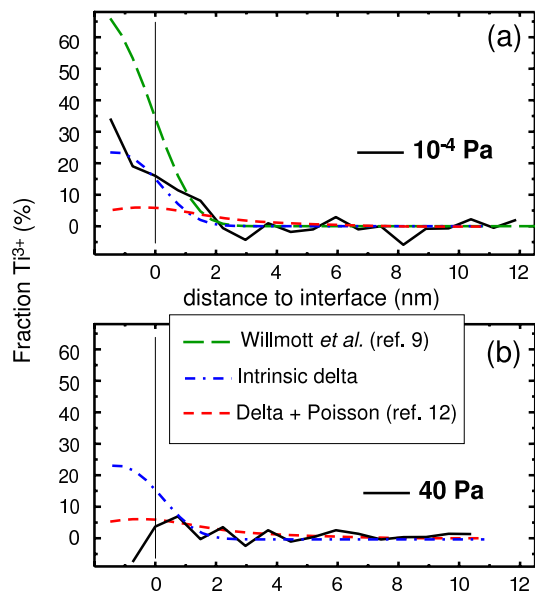 (a)
60
50
40
30
20
10
0
10⁻⁴ Pa
0 2 4 6 8 10 12
distance to interface (nm)
Fraction Ti³⁺ (%)
(b)
60
50
40
30
20
10
0
Willmott et al. (ref. 9)
Intrinsic delta
Delta + Poisson (ref. 12)
40 Pa
0 2 4 6 8 10 12